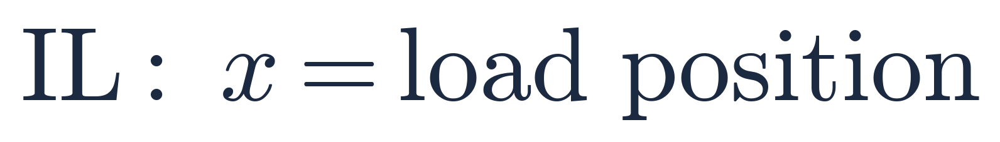 IL: x = load position